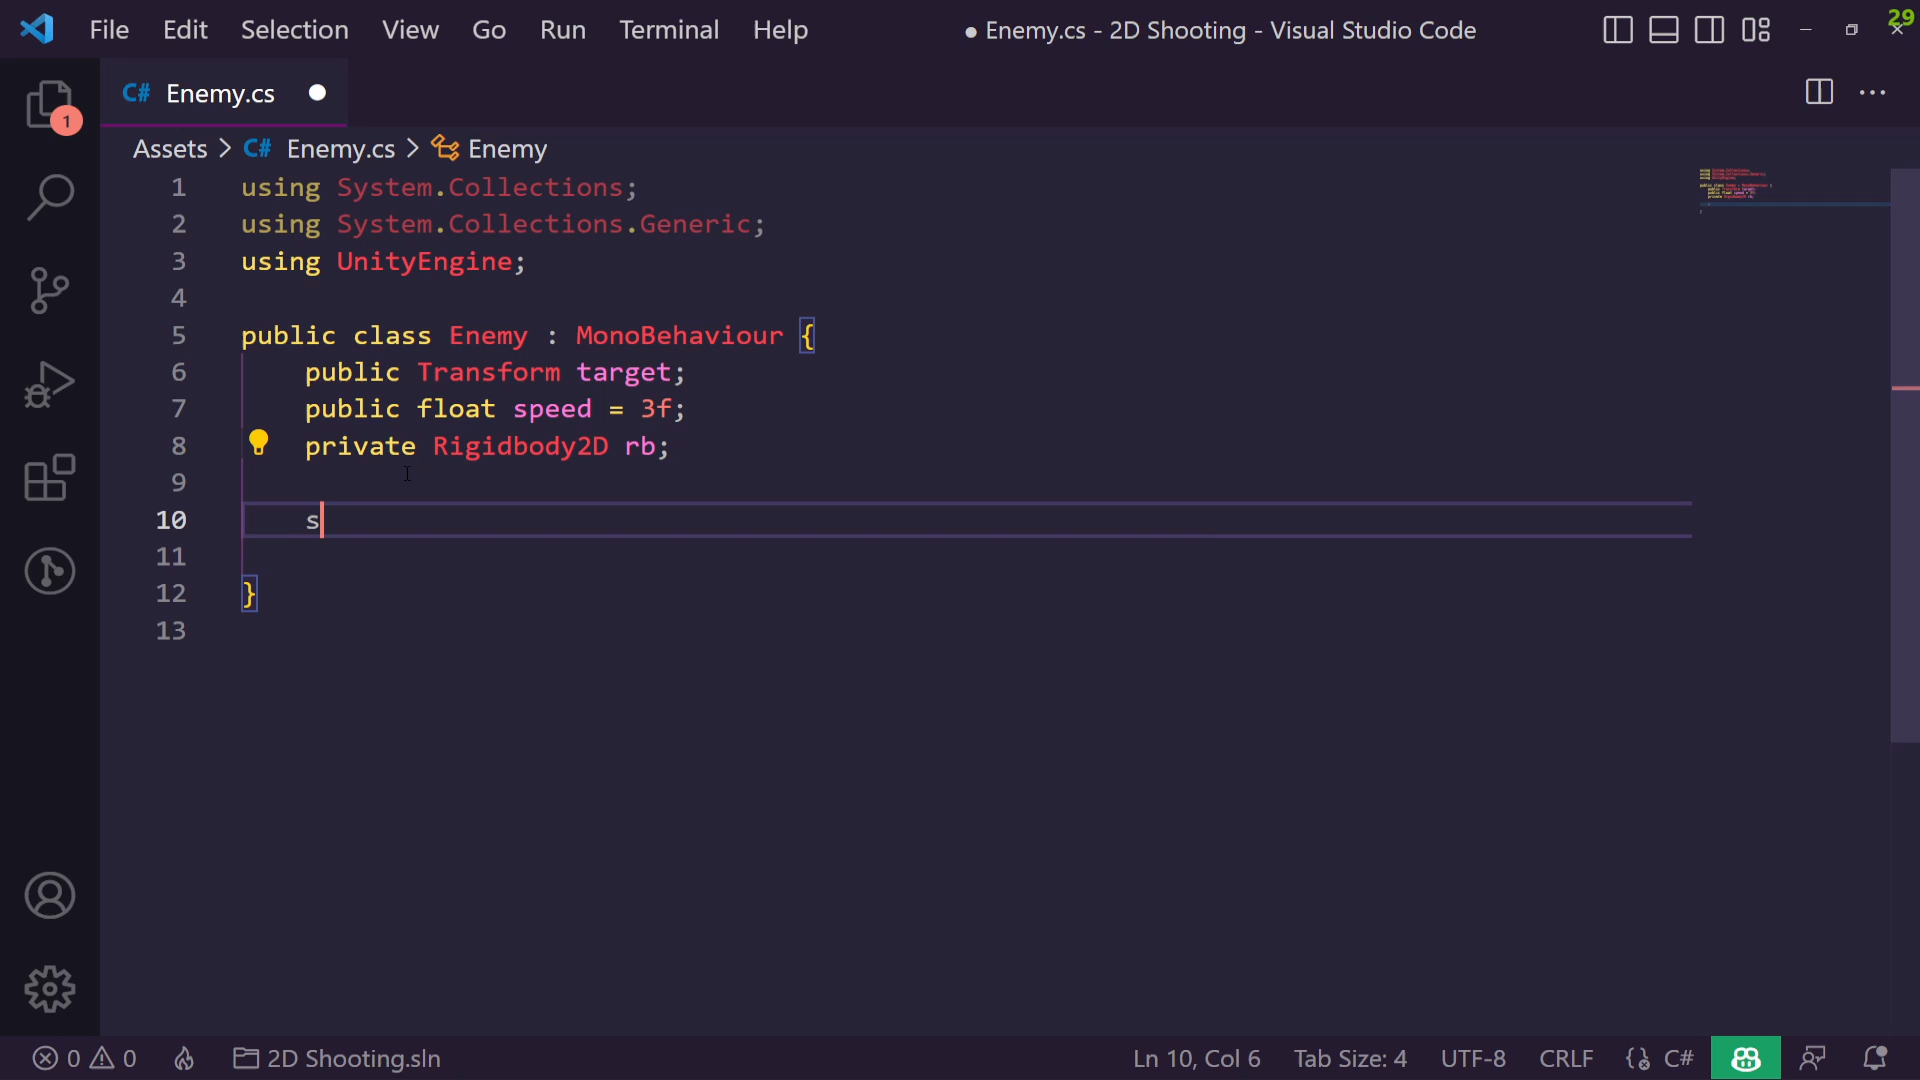 File Edit Selection View Go Run Terminal Help ● Enemy.cs - 2D Shooting - Visual Studio Code 29
C# Enemy.cs
1
Assets > C# Enemy.cs > Enemy
1 using System.Collections;
2 using System.Collections.Generic;
3 using UnityEngine;
4
5 public class Enemy : MonoBehaviour {
6 public Transform target;
7 public float speed = 3f;
8 private Rigidbody2D rb;
9
10 s
11
12 }
13
0 0 2D Shooting.sln Ln 10, Col 6 Tab Size: 4 UTF-8 CRLF C#